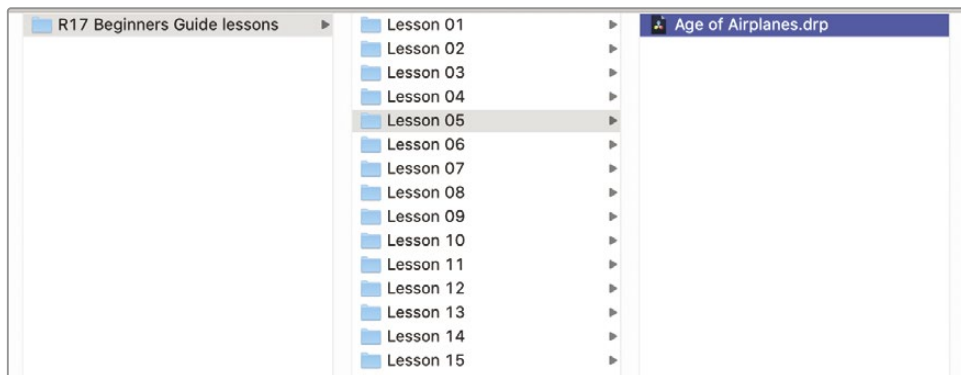 R17 Beginners Guide lessons
Lesson 01
Lesson 02
Lesson 03
Lesson 04
Lesson 05
Lesson 06
Lesson 07
Lesson 08
Lesson 09
Lesson 10
Lesson 11
Lesson 12
Lesson 13
Lesson 14
Lesson 15
Age of Airplanes.drp